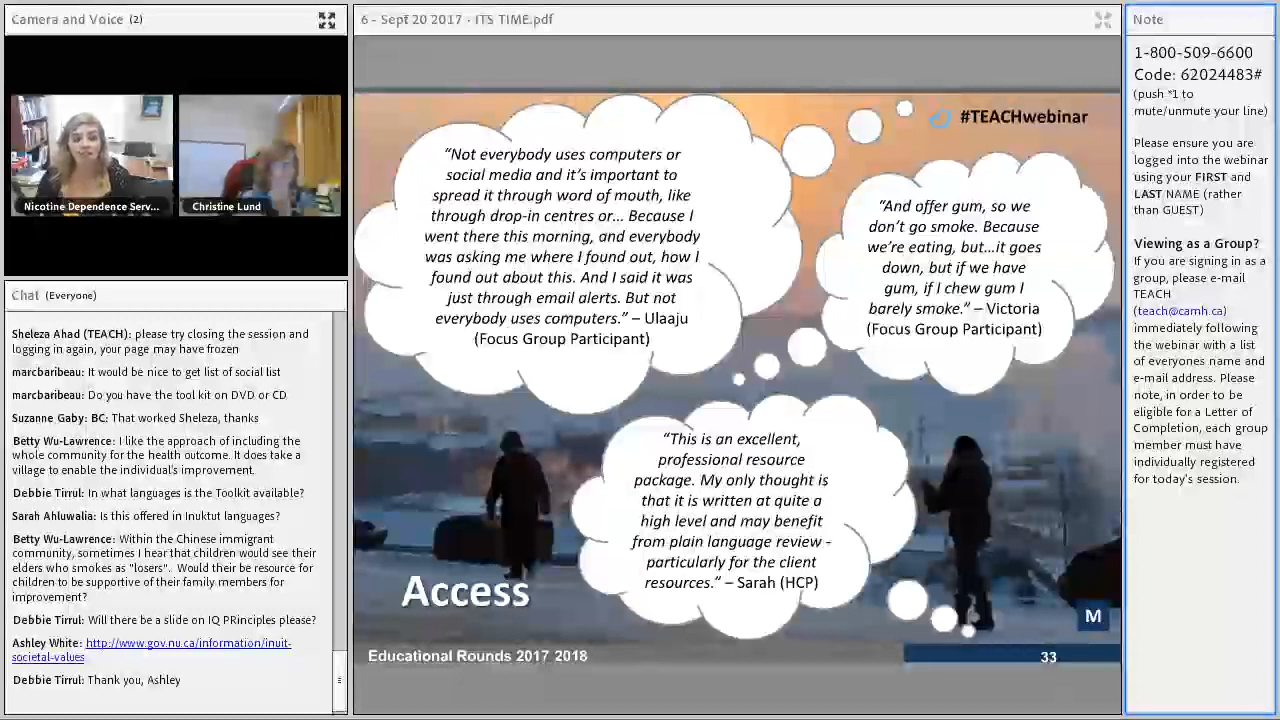 Camera and Voice (2)
Nicotine Dependence Serv...
Christine Lund
Chat (Everyone)
Sheleza Ahad (TEACH): please try closing the session and
logging in again, your page may have frozen
marcbaribeau: It would be nice to get list of social list
marcbaribeau: Do you have the tool kit on DVD or CD
Suzanne Gaby: BC: That worked Sheleza, thanks
Betty Wu-Lawrence: I like the approach of including the
whole community for the health outcome. It does take a
village to enable the individual's improvement.
Debbie Tirrul: In what languages is the Toolkit available?
Sarah Ahluwalia: Is this offered in Inuktut languages?
Betty Wu-Lawrence: Within the Chinese immigrant
community, sometimes I hear that children would see their
elders who smokes as "losers".  Would their be resource for
children to be supportive of their family members for
improvement?
Debbie Tirrul: Will there be a slide on IQ PRinciples please?
Ashley White: http://www.gov.nu.ca/information/inuit-
societal-values
Debbie Tirrul: Thank you, Ashley
6 - Sept 20 2017 - ITS TIME.pdf
#TEACHwebinar
“Not everybody uses computers or
social media and it’s important to
spread it through word of mouth, like
through drop-in centres or... Because I
went there this morning, and everybody
was asking me where I found out, how I
found out about this. And I said it was
just through email alerts. But not
everybody uses computers.” – Ulaaju
(Focus Group Participant)
“And offer gum, so we
don’t go smoke. Because
we’re eating, but...it goes
down, but if we have
gum, if I chew gum I
barely smoke.” – Victoria
(Focus Group Participant)
“This is an excellent,
professional resource
package. My only thought is
that it is written at quite a
high level and may benefit
from plain language review -
particularly for the client
resources.” – Sarah (HCP)
Access
M
Educational Rounds 2017 2018
33
Note
1-800-509-6600
Code: 62024483#
(push *1 to
mute/unmute your line)
Please ensure you are
logged into the webinar
using your FIRST and
LAST NAME (rather
than GUEST)
Viewing as a Group?
If you are signing in as a
group, please e-mail
TEACH
(teach@camh.ca)
immediately following
the webinar with a list
of everyones name and
e-mail address. Please
note, in order to be
eligible for a Letter of
Completion, each group
member must have
individually registered
for today's session.